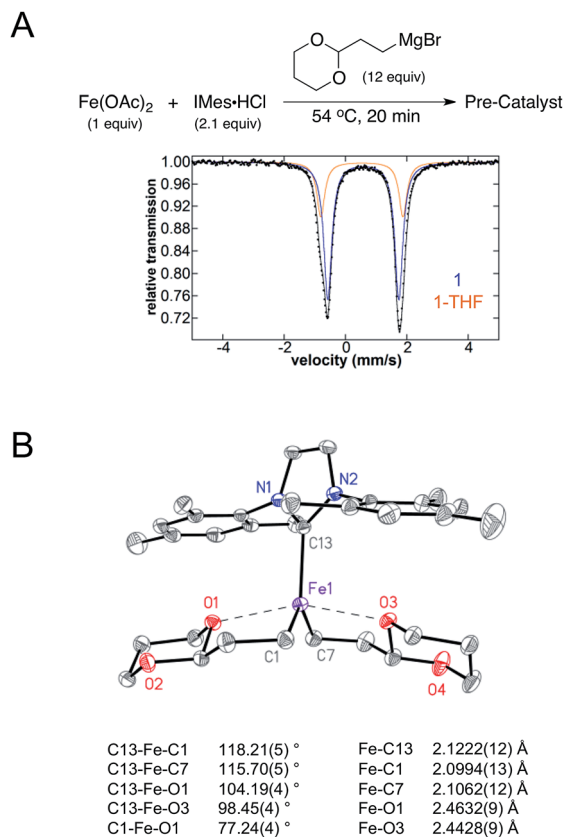 A
O
O
MgBr
(12 equiv)
Fe(OAc)2 + IMes•HCl
(1 equiv) (2.1 equiv)
54 ºC, 20 min
Pre-Catalyst
relative transmission
1.00
0.96
0.92
0.88
0.84
0.80
0.76
0.72
1
1-THF
-4 -2 0 2 4
velocity (mm/s)
B
N1 N2
C13
Fe1
O1 O3
C1 C7
O2 O4
C13-Fe-C1 118.21(5) ° Fe-C13 2.1222(12) Å
C13-Fe-C7 115.70(5) ° Fe-C1 2.0994(13) Å
C13-Fe-O1 104.19(4) ° Fe-C7 2.1062(12) Å
C13-Fe-O3 98.45(4) ° Fe-O1 2.4632(9) Å
C1-Fe-O1 77.24(4) ° Fe-O3 2.4428(9) Å